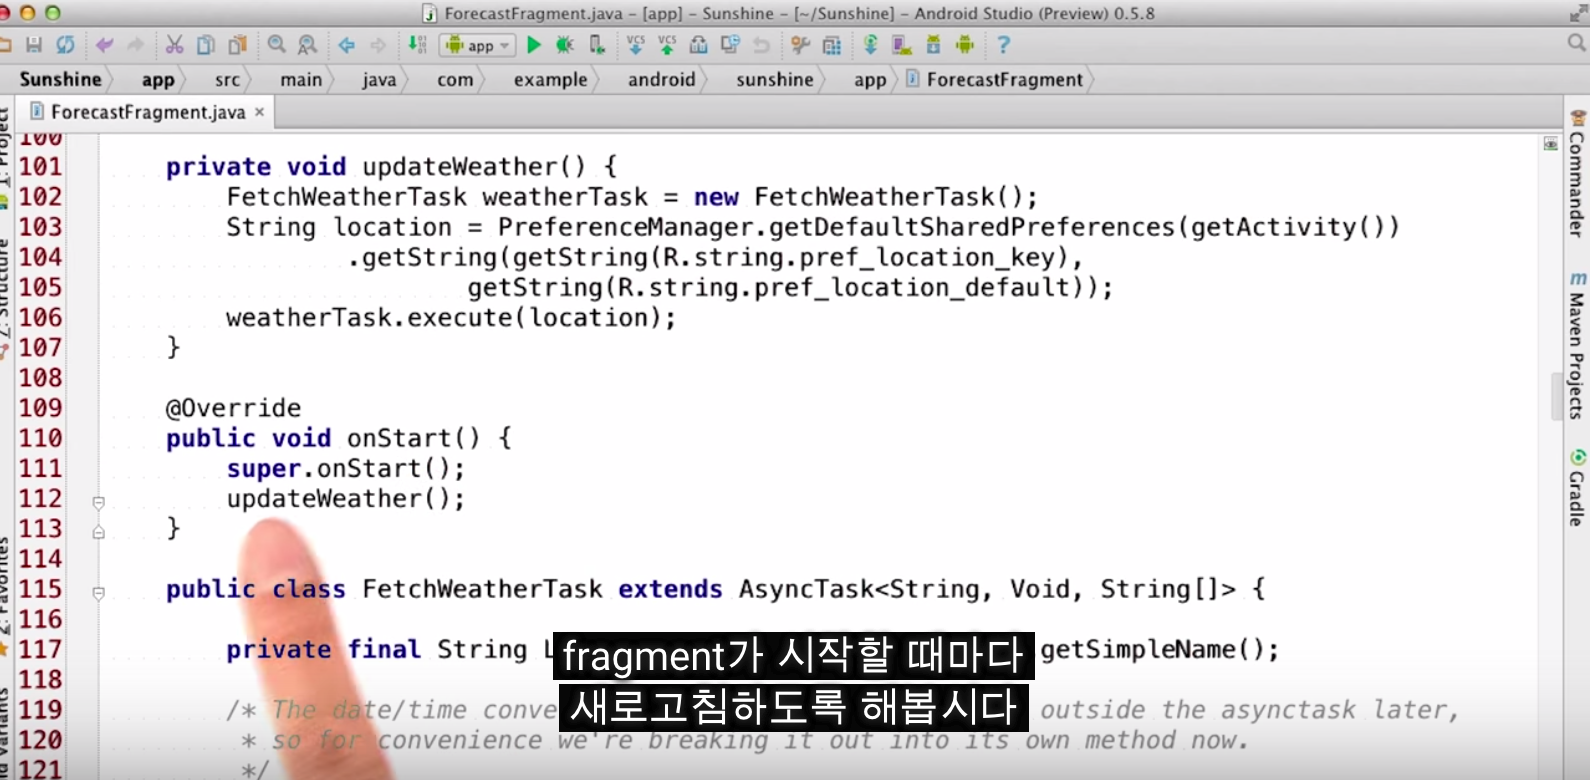 ForecastFragment.java – [app] – Sunshine – [~/Sunshine] – Android Studio (Preview) 0.5.8
app
VCS VCS
?
Sunshine app src main java com example android sunshine app ForecastFragment
ForecastFragment.java ×
1: Project
Z: Structure
2: Favorites
Commander
m Maven Projects
Gradle
100
101 private void updateWeather() {
102 FetchWeatherTask weatherTask = new FetchWeatherTask();
103 String location = PreferenceManager.getDefaultSharedPreferences(getActivity())
104 .getString(getString(R.string.pref_location_key),
105 getString(R.string.pref_location_default));
106 weatherTask.execute(location);
107 }
108
109 @Override
110 public void onStart() {
111 super.onStart();
112 updateWeather();
113 }
114
115 public class FetchWeatherTask extends AsyncTask<String, Void, String[]> {
116
117 private final String getSimpleName();
118
119 /* The date/time conve outside the asynctask later,
120 * so for convenience we're breaking it out into its own method now.
121 */
fragment가 시작할 때마다
새로고침하도록 해봅시다